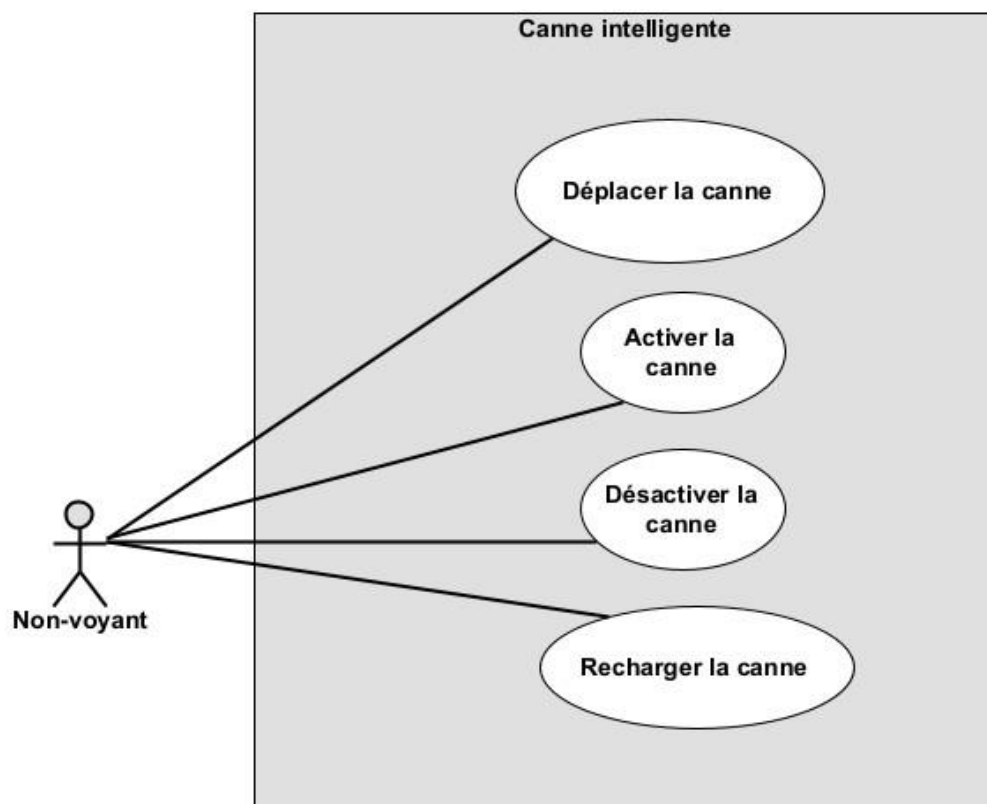 Canne intelligente
Déplacer la canne
Activer la
canne
Désactiver la
canne
Non-voyant
Recharger la canne